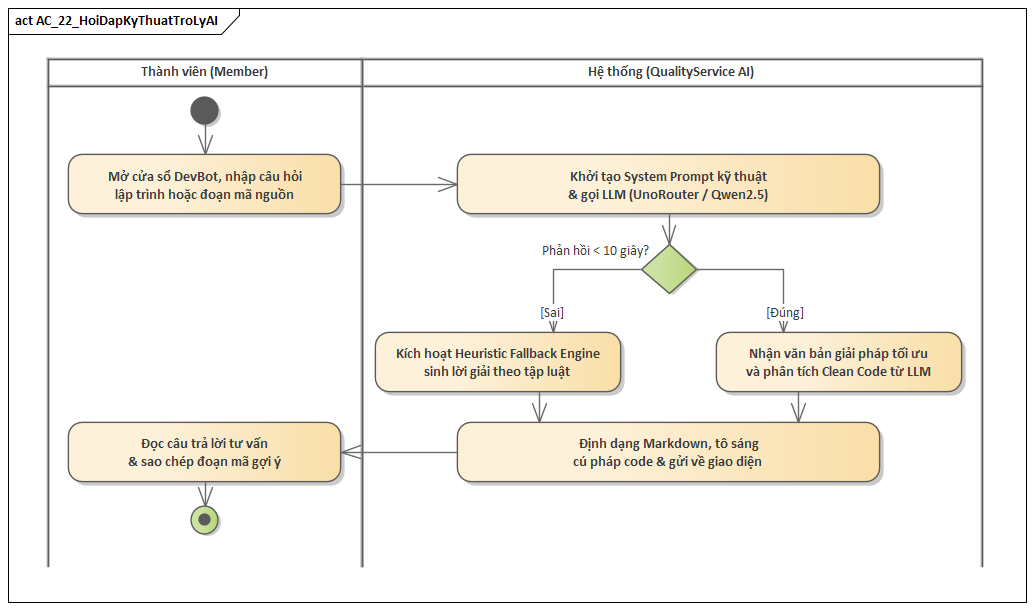 act AC_22_HoiDapKyThuatTroLyAI
Thành viên (Member)
Hệ thống (QualityService AI)
Mở cửa sổ DevBot, nhập câu hỏi
lập trình hoặc đoạn mã nguồn
Khởi tạo System Prompt kỹ thuật
& gọi LLM (UnoRouter / Qwen2.5)
Phản hồi < 10 giây?
[Sai]
[Đúng]
Kích hoạt Heuristic Fallback Engine
sinh lời giải theo tập luật
Nhận văn bản giải pháp tối ưu
và phân tích Clean Code từ LLM
Đọc câu trả lời tư vấn
& sao chép đoạn mã gợi ý
Định dạng Markdown, tô sáng
cú pháp code & gửi về giao diện